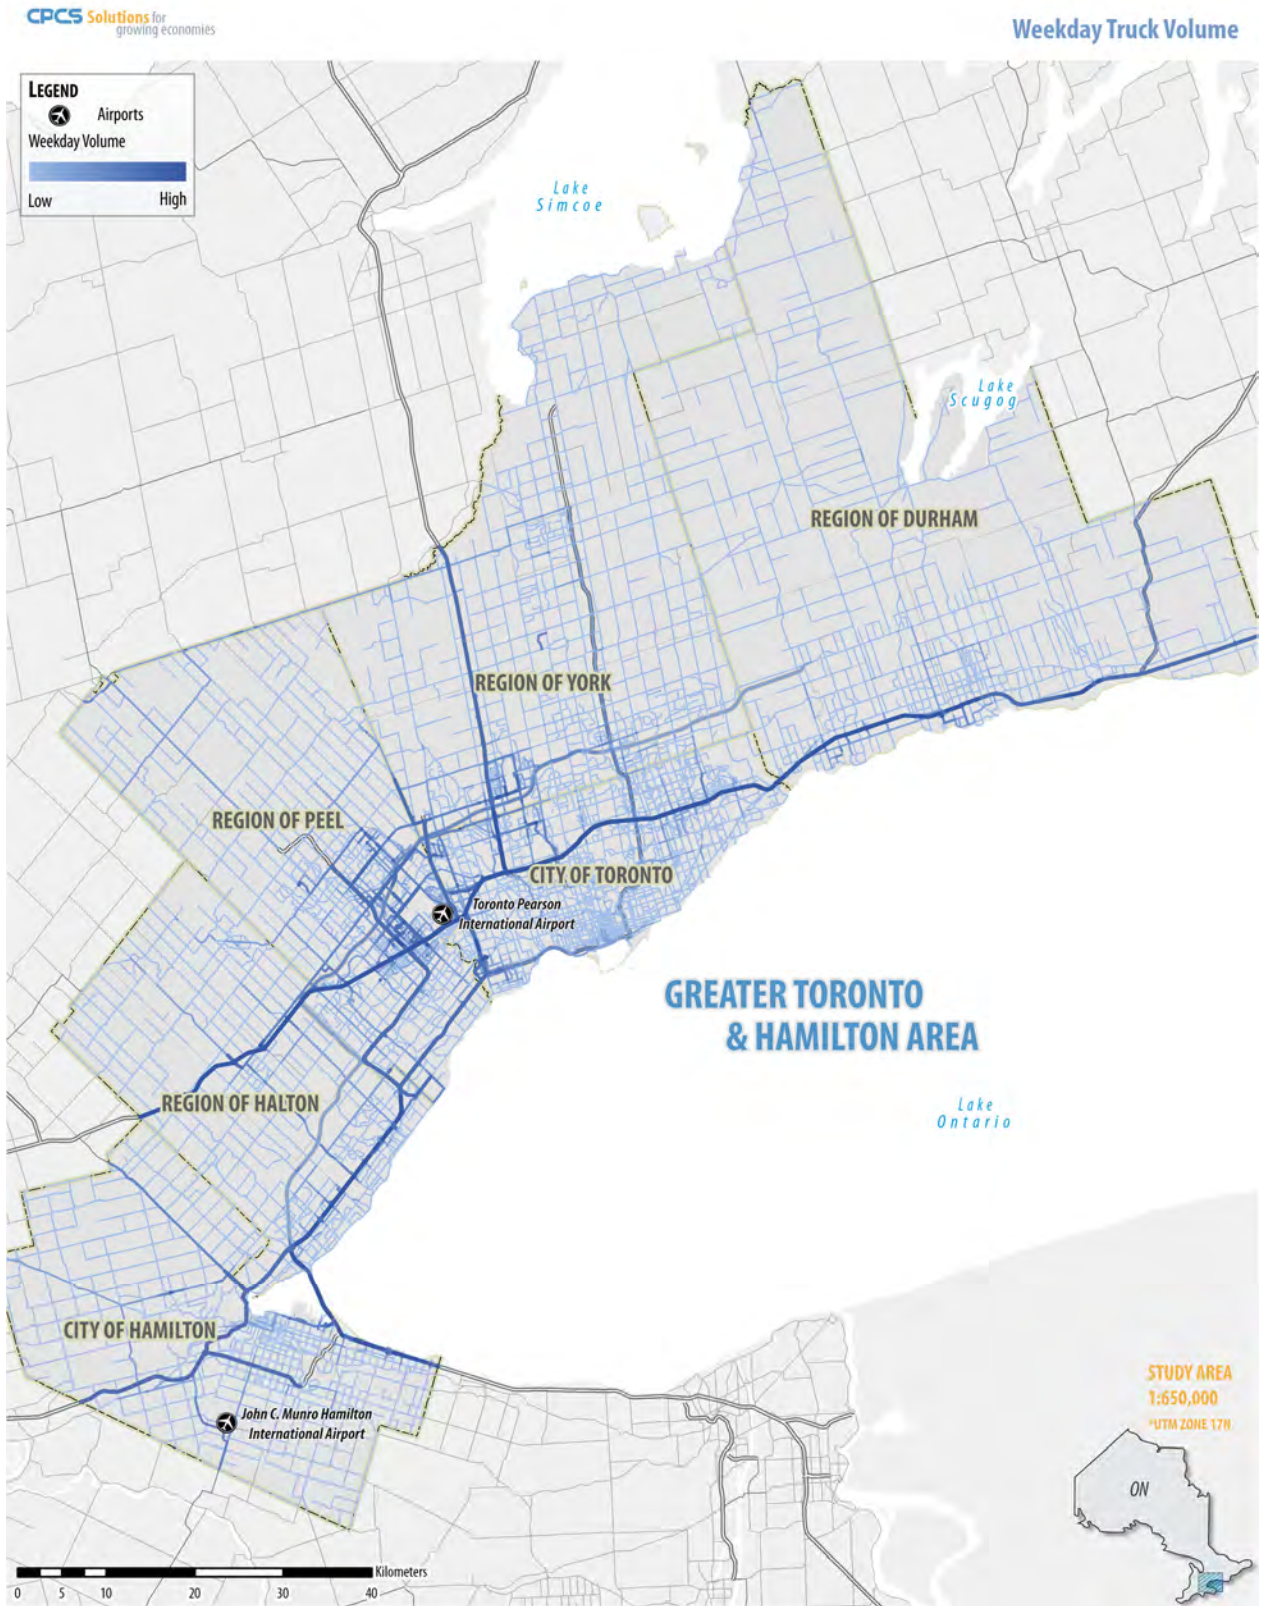 CPCS Solutions for
growing economies
Weekday Truck Volume
LEGEND
Airports
Weekday Volume
Low High
Lake
Simcoe
Lake
Scugog
REGION OF DURHAM
REGION OF YORK
REGION OF PEEL
CITY OF TORONTO
Toronto Pearson
International Airport
GREATER TORONTO
& HAMILTON AREA
REGION OF HALTON
Lake
Ontario
CITY OF HAMILTON
John C. Munro Hamilton
International Airport
STUDY AREA
1:650,000
*UTM ZONE 17N
ON
Kilometers
0 5 10 20 30 40